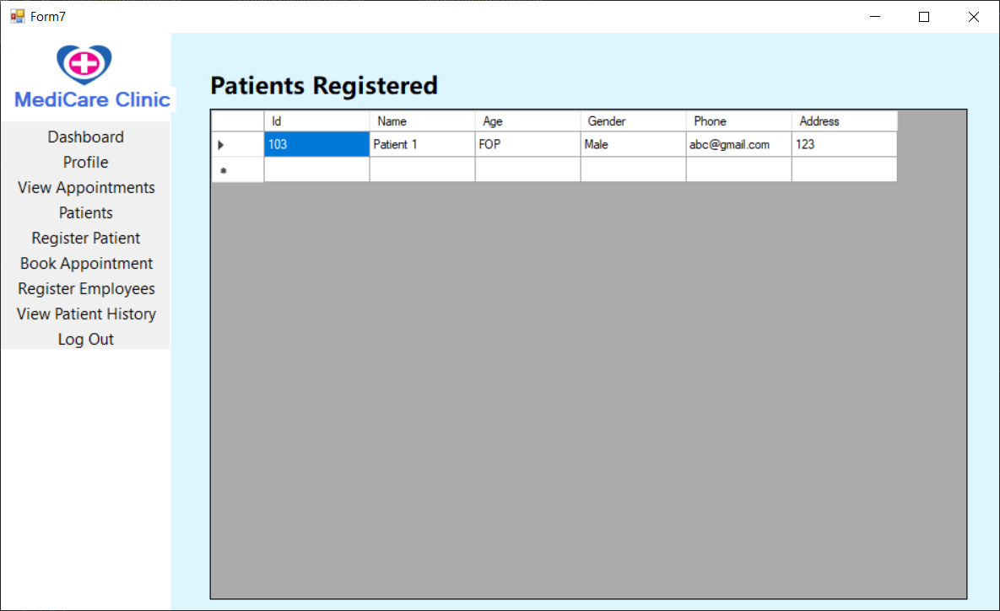 Form7
MediCare Clinic
Dashboard
Profile
View Appointments
Patients
Register Patient
Book Appointment
Register Employees
View Patient History
Log Out
Patients Registered
Id Name Age Gender Phone Address
103 Patient 1 FOP Male abc@gmail.com 123